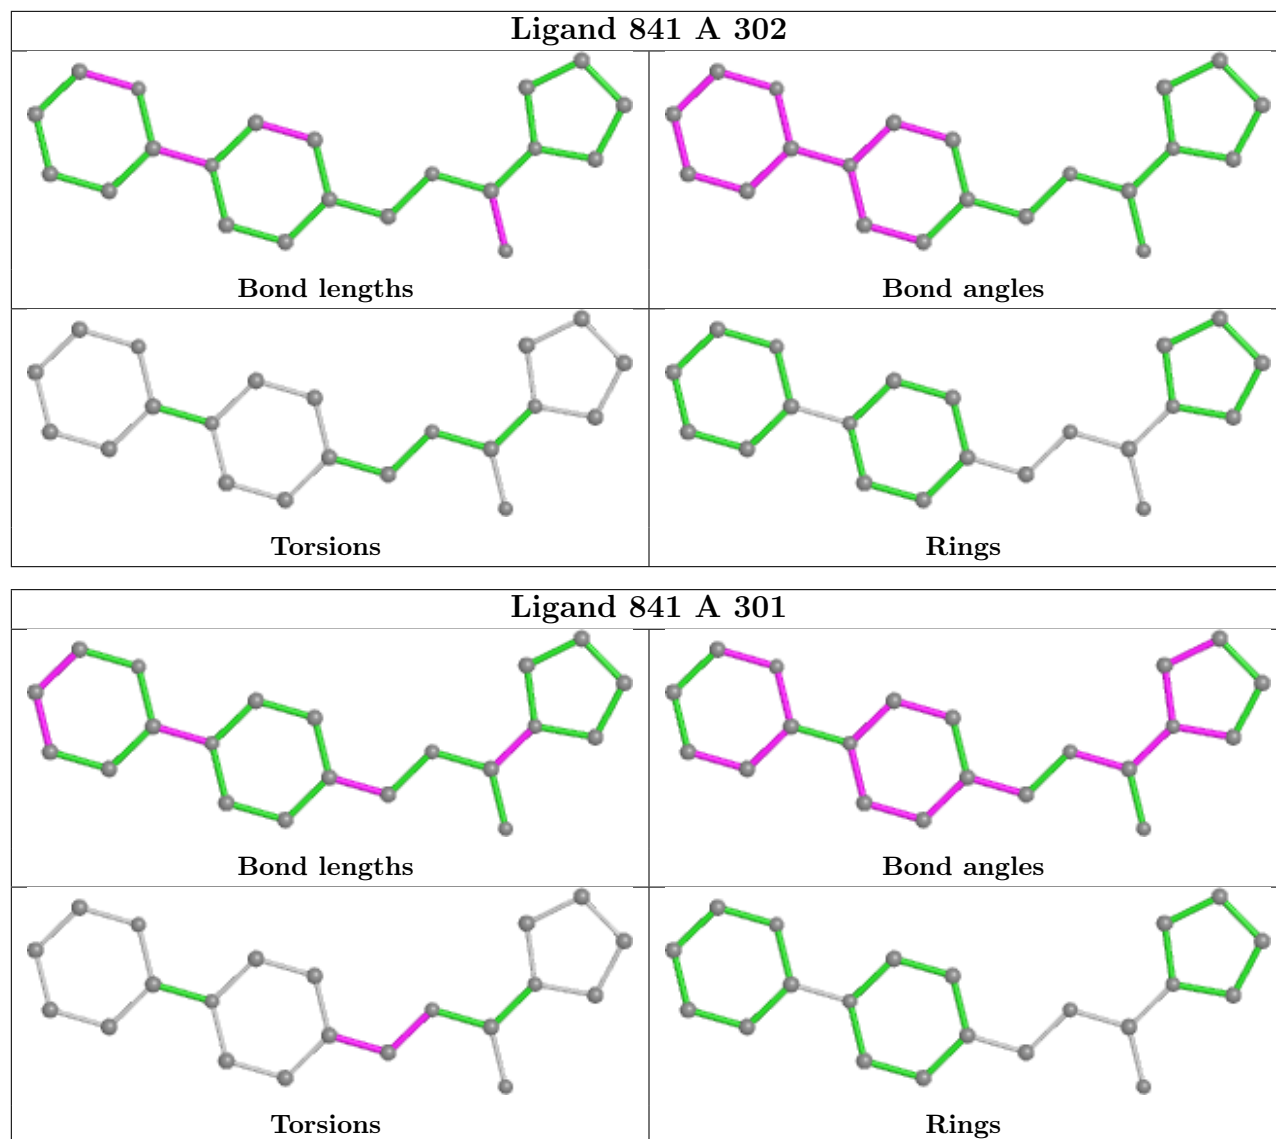 Ligand 841 A 302
Bond lengths
Bond angles
Torsions
Rings
Ligand 841 A 301
Bond lengths
Bond angles
Torsions
Rings